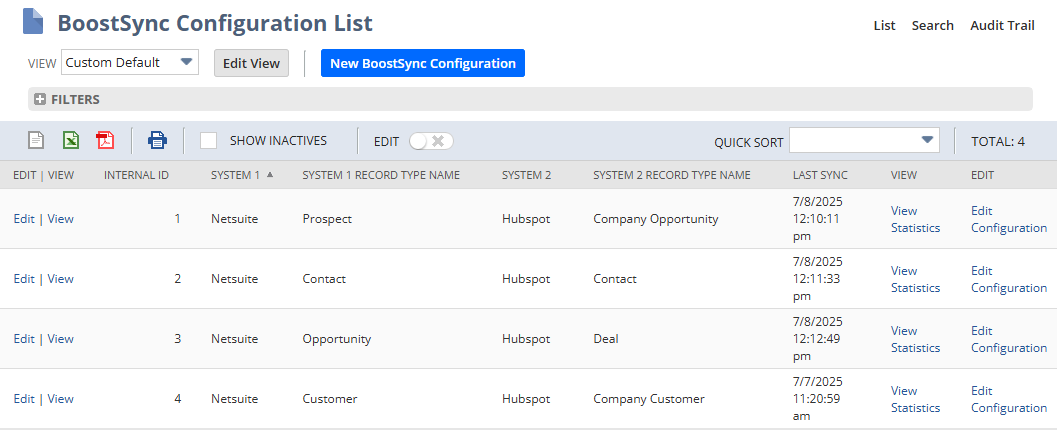 BoostSync Configuration List
List Search Audit Trail
VIEW Custom Default Edit View New BoostSync Configuration
FILTERS
SHOW INACTIVES EDIT QUICK SORT TOTAL: 4
EDIT | VIEW INTERNAL ID SYSTEM 1 SYSTEM 1 RECORD TYPE NAME SYSTEM 2 SYSTEM 2 RECORD TYPE NAME LAST SYNC VIEW EDIT
Edit | View 1 Netsuite Prospect Hubspot Company Opportunity 7/8/2025 12:10:11 pm View Statistics Edit Configuration
Edit | View 2 Netsuite Contact Hubspot Contact 7/8/2025 12:11:33 pm View Statistics Edit Configuration
Edit | View 3 Netsuite Opportunity Hubspot Deal 7/8/2025 12:12:49 pm View Statistics Edit Configuration
Edit | View 4 Netsuite Customer Hubspot Company Customer 7/7/2025 11:20:59 am View Statistics Edit Configuration